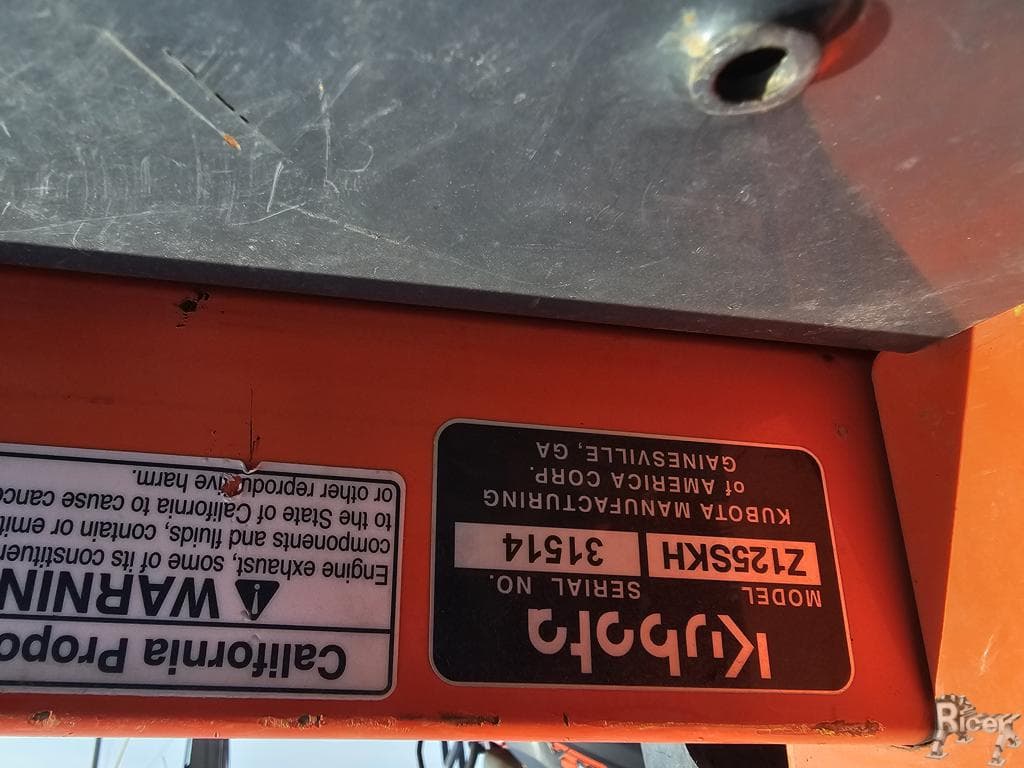 Kubota
MODEL SERIAL NO.
Z125SKH 31514
KUBOTA MANUFACTURING
of AMERICA CORP.
GAINESVILLE, GA
California Propo
WARNIN
Engine exhaust, some of its constituen
components and fluids, contain or emit
to the State of California to cause cance
or other reproductive harm.
Ricer